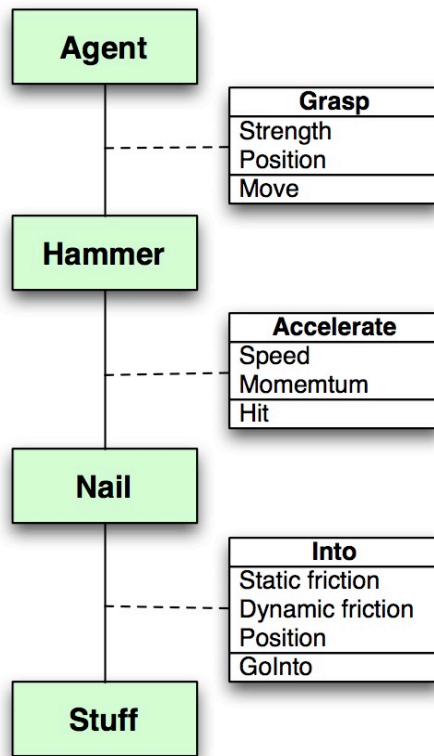 Agent
Grasp
Strength
Position
Move
Hammer
Accelerate
Speed
Momemtum
Hit
Nail
Into
Static friction
Dynamic friction
Position
GoInto
Stuff